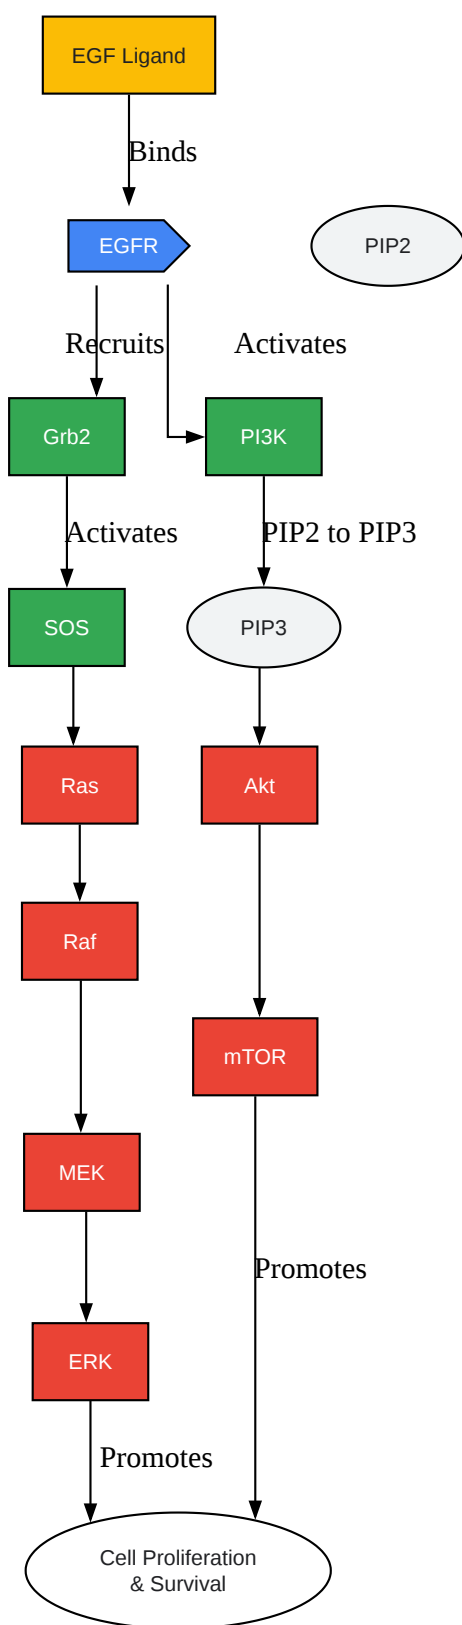 EGF Ligand
Binds
EGFR
PIP2
Recruits
Activates
Grb2
PI3K
Activates
PIP2 to PIP3
SOS
PIP3
Ras
Akt
Raf
mTOR
MEK
Promotes
ERK
Promotes
Cell Proliferation
& Survival